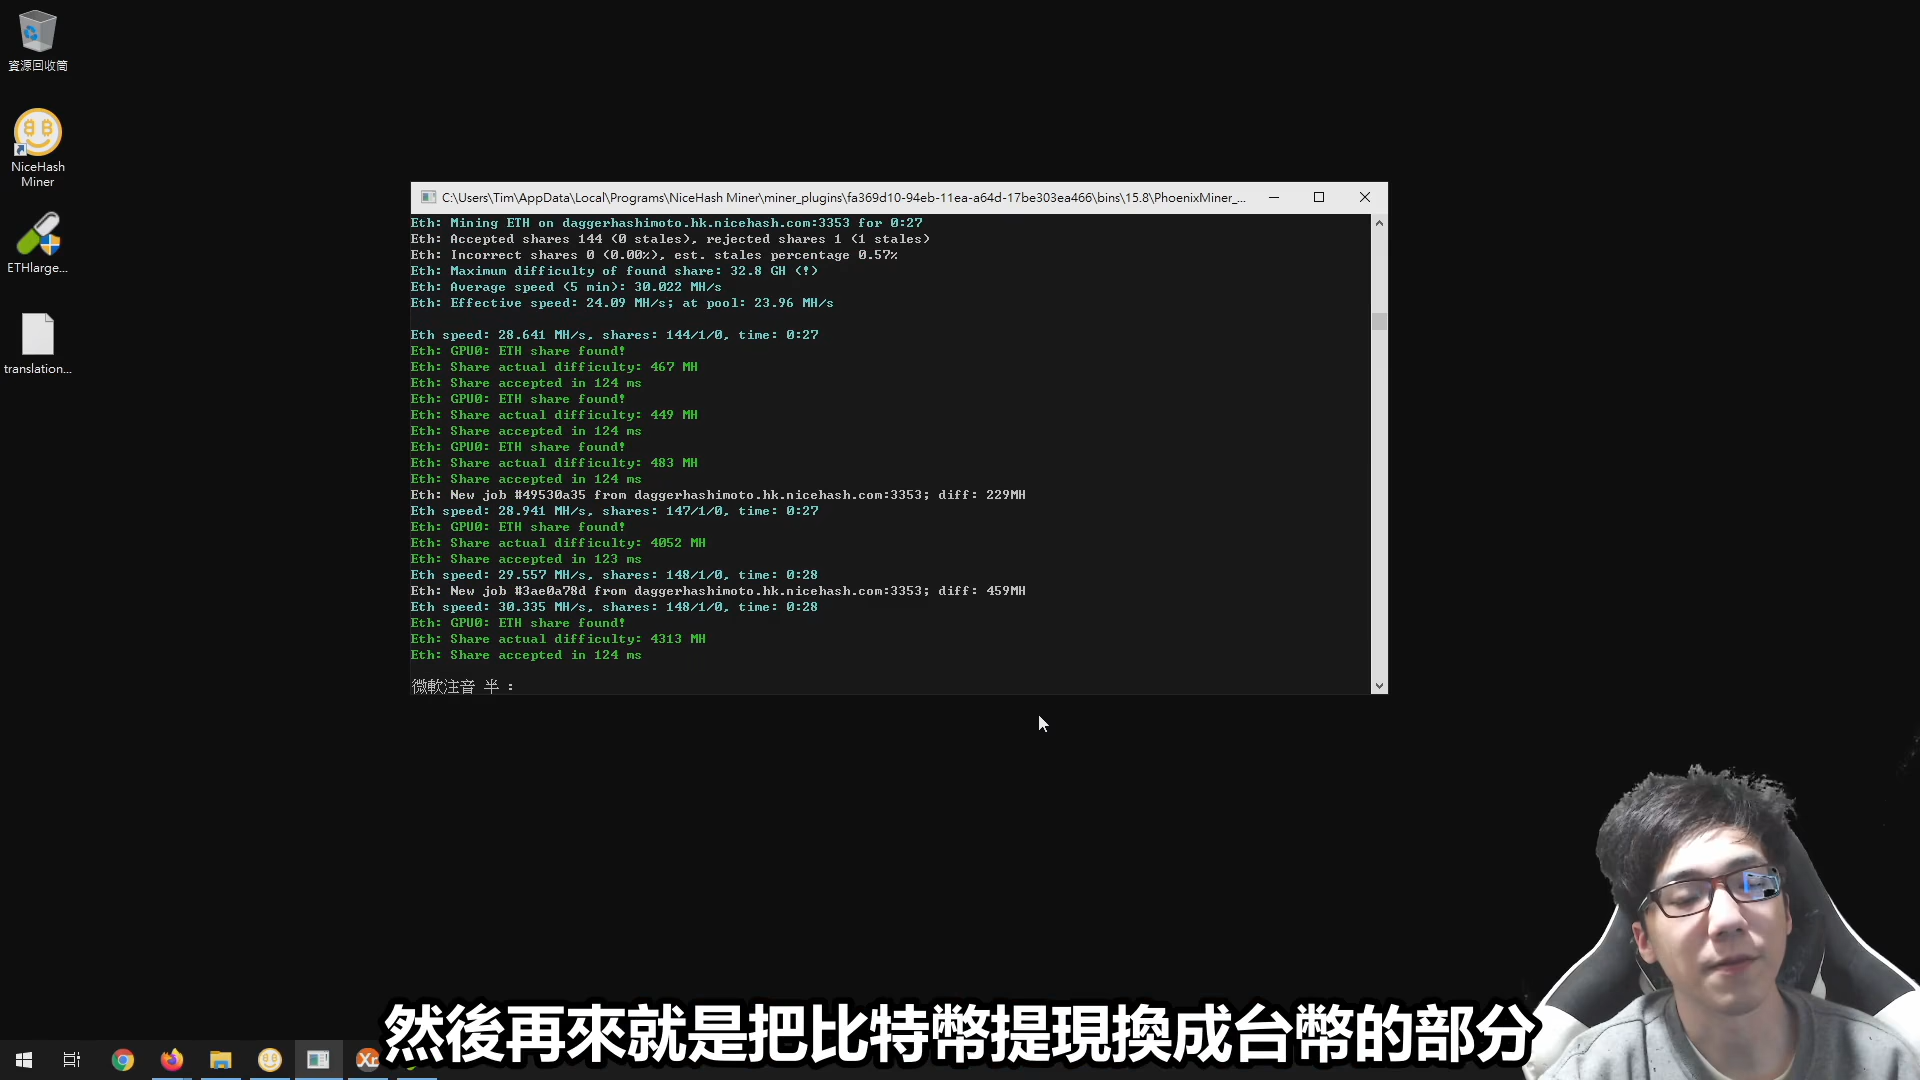 資源回收筒
NiceHash
Miner
ETHlarge...
translation...
C:\Users\Tim\AppData\Local\Programs\NiceHash Miner\miner_plugins\fa369d10-94eb-11ea-a64d-17be303ea466\bins\15.8\PhoenixMiner_...
Eth: Mining ETH on daggerhashimoto.hk.nicehash.com:3353 for 0:27
Eth: Accepted shares 144 (0 stales), rejected shares 1 (1 stales)
Eth: Incorrect shares 0 (0.00%), est. stales percentage 0.57%
Eth: Maximum difficulty of found share: 32.8 GH (!)
Eth: Average speed (5 min): 30.022 MH/s
Eth: Effective speed: 24.09 MH/s; at pool: 23.96 MH/s
Eth speed: 28.641 MH/s, shares: 144/1/0, time: 0:27
Eth: GPU0: ETH share found!
Eth: Share actual difficulty: 467 MH
Eth: Share accepted in 124 ms
Eth: GPU0: ETH share found!
Eth: Share actual difficulty: 449 MH
Eth: Share accepted in 124 ms
Eth: GPU0: ETH share found!
Eth: Share actual difficulty: 483 MH
Eth: Share accepted in 124 ms
Eth: New job #49530a35 from daggerhashimoto.hk.nicehash.com:3353; diff: 229MH
Eth speed: 28.941 MH/s, shares: 147/1/0, time: 0:27
Eth: GPU0: ETH share found!
Eth: Share actual difficulty: 4052 MH
Eth: Share accepted in 123 ms
Eth speed: 29.557 MH/s, shares: 148/1/0, time: 0:28
Eth: New job #3ae0a78d from daggerhashimoto.hk.nicehash.com:3353; diff: 459MH
Eth speed: 30.335 MH/s, shares: 148/1/0, time: 0:28
Eth: GPU0: ETH share found!
Eth: Share actual difficulty: 4313 MH
Eth: Share accepted in 124 ms
微軟注音 半 :
然後再來就是把比特幣提現換成台幣的部分